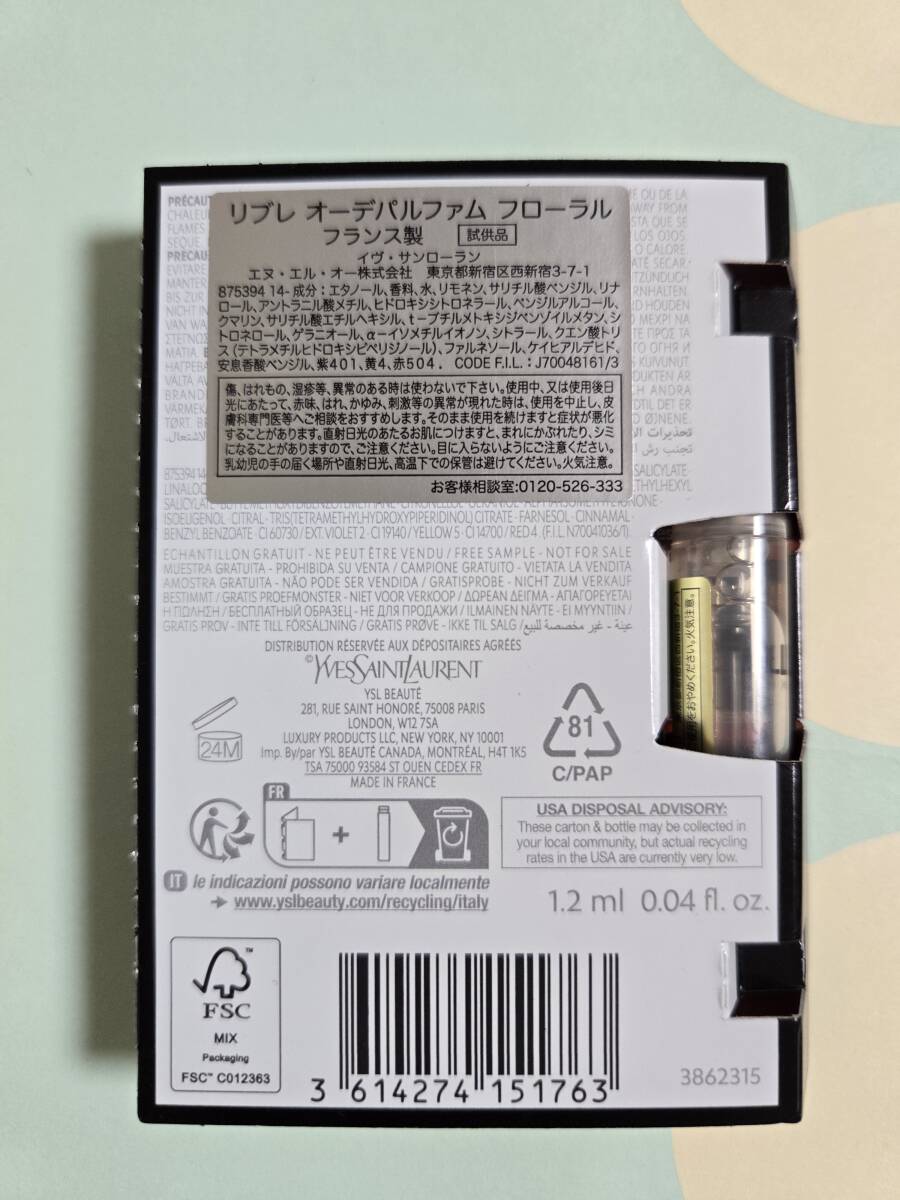 リブレ オーデパルファム フローラル
フランス製 試供品
イヴ・サンローラン
エヌ・エル・オー株式会社 東京都新宿区西新宿3-7-1
875394 14- 成分:エタノール、香料、水、リモネン、サリチル酸ベンジル、リナ
ロール、アントラニル酸メチル、ヒドロキシシトロネラール、ベンジルアルコール、
クマリン、サリチル酸エチルヘキシル、t-ブチルメトキシジベンゾイルメタン、シ
トロネロール、ゲラニオール、α-イソメチルイオノン、シトラール、クエン酸トリ
ス(テトラメチルヒドロキシピペリジノール)、ファルネソール、ケイヒアルデヒド、
安息香酸ベンジル、紫401、黄4、赤504. CODE F.I.L. : J70048161/3
傷、はれもの、湿疹等、異常のある時は使わないで下さい。使用中、又は使用後日
光にあたって、赤味、はれ、かゆみ、刺激等の異常が現れた時は、使用を中止し、皮
膚科専門医等へご相談をおすすめします。そのまま使用を続けますと症状が悪化
することがあります。直射日光のあたるお肌につけますと、まれにかぶれたり、シミ
になることがありますので、ご注意ください。目に入らないようにご注意ください。
乳幼児の手の届く場所や直射日光、高温下での保管は避けてください。火気注意。
お客様相談室:0120-526-333
ISOEUGENOL · CITRAL · TRIS(TETRAMETHYLHYDROXYPIPERIDINOL) CITRATE · FARNESOL · CINNAMAL ·
BENZYL BENZOATE · CI 60730 / EXT. VIOLET 2 · CI 19140 / YELLOW 5 · CI 14700 / RED 4. (F.I.L. N70041036/1).
ECHANTILLON GRATUIT - NE PEUT ÊTRE VENDU / FREE SAMPLE - NOT FOR SALE
MUESTRA GRATUITA - PROHIBIDA SU VENTA / CAMPIONE GRATUITO - VIETATA LA VENDITA
AMOSTRA GRATUITA - NÃO PODE SER VENDIDA / GRATISPROBE - NICHT ZUM VERKAUF
BESTIMMT / GRATIS PROEFMONSTER - NIET VOOR VERKOOP / ΔΩΡΕΑΝ ΔΕΙΓΜΑ - ΑΠΑΓΟΡΕΥΕΤΑΙ
Η ΠΩΛΗΣΗ / БЕСПЛАТНЫЙ ОБРАЗЕЦ - НЕ ДЛЯ ПРОДАЖИ / ILMAINEN NÄYTE - EI MYYNTIIN /
GRATIS PROV - INTE TILL FÖRSÄLJNING / GRATIS PRØVE - IKKE TIL SALG / عينة - غير مخصصة للبيع
DISTRIBUTION RÉSERVÉE AUX DÉPOSITAIRES AGRÉÉS
©YVESSAINTLAURENT
YSL BEAUTÉ
281, RUE SAINT HONORÉ, 75008 PARIS
LONDON, W12 7SA
LUXURY PRODUCTS LLC, NEW YORK, NY 10001
Imp. By/par YSL BEAUTÉ CANADA, MONTRÉAL, H4T 1K5
TSA 75000 93584 ST OUEN CEDEX FR
MADE IN FRANCE
24M
81
C/PAP
FR
+
USA DISPOSAL ADVISORY:
These carton & bottle may be collected in
your local community, but actual recycling
rates in the USA are currently very low.
IT le indicazioni possono variare localmente
www.yslbeauty.com/recycling/italy
1.2 ml 0.04 fl. oz.
FSC
MIX
Packaging
FSC™ C012363
3 614274 151763
3862315